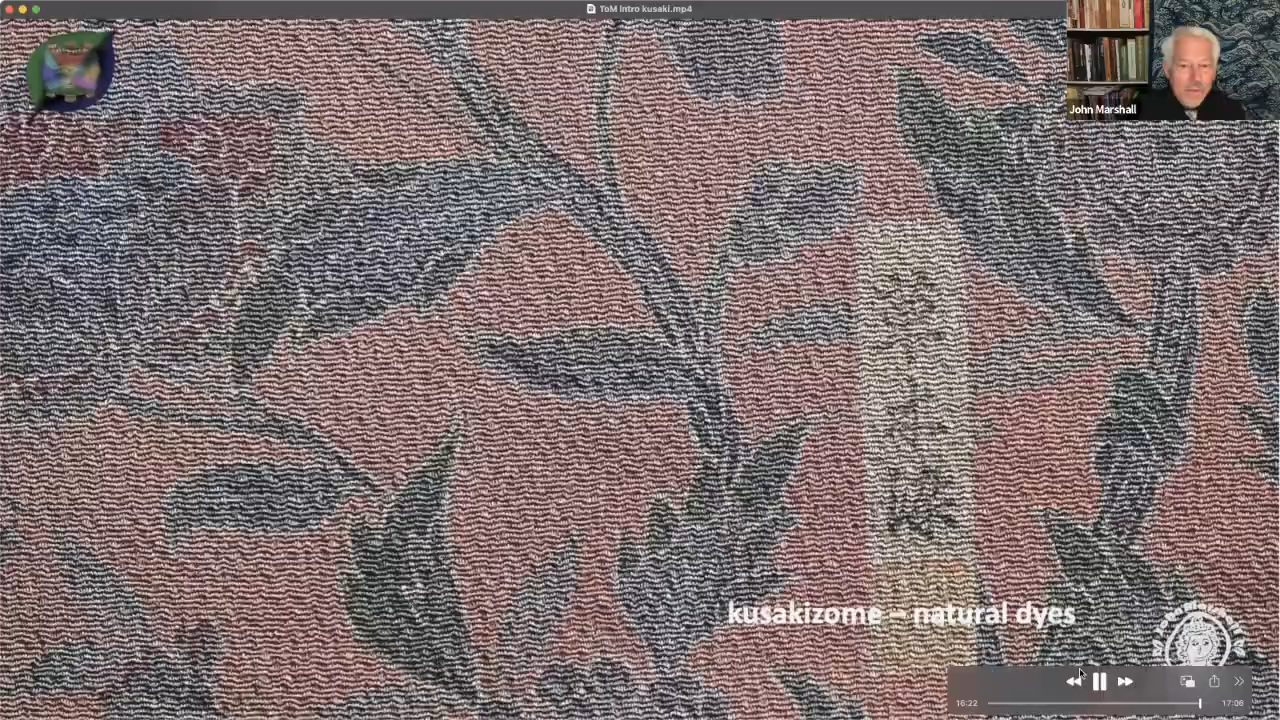 ToM Intro kusaki.mp4
John Marshall
kusakizome – natural dyes
16:22
17:06